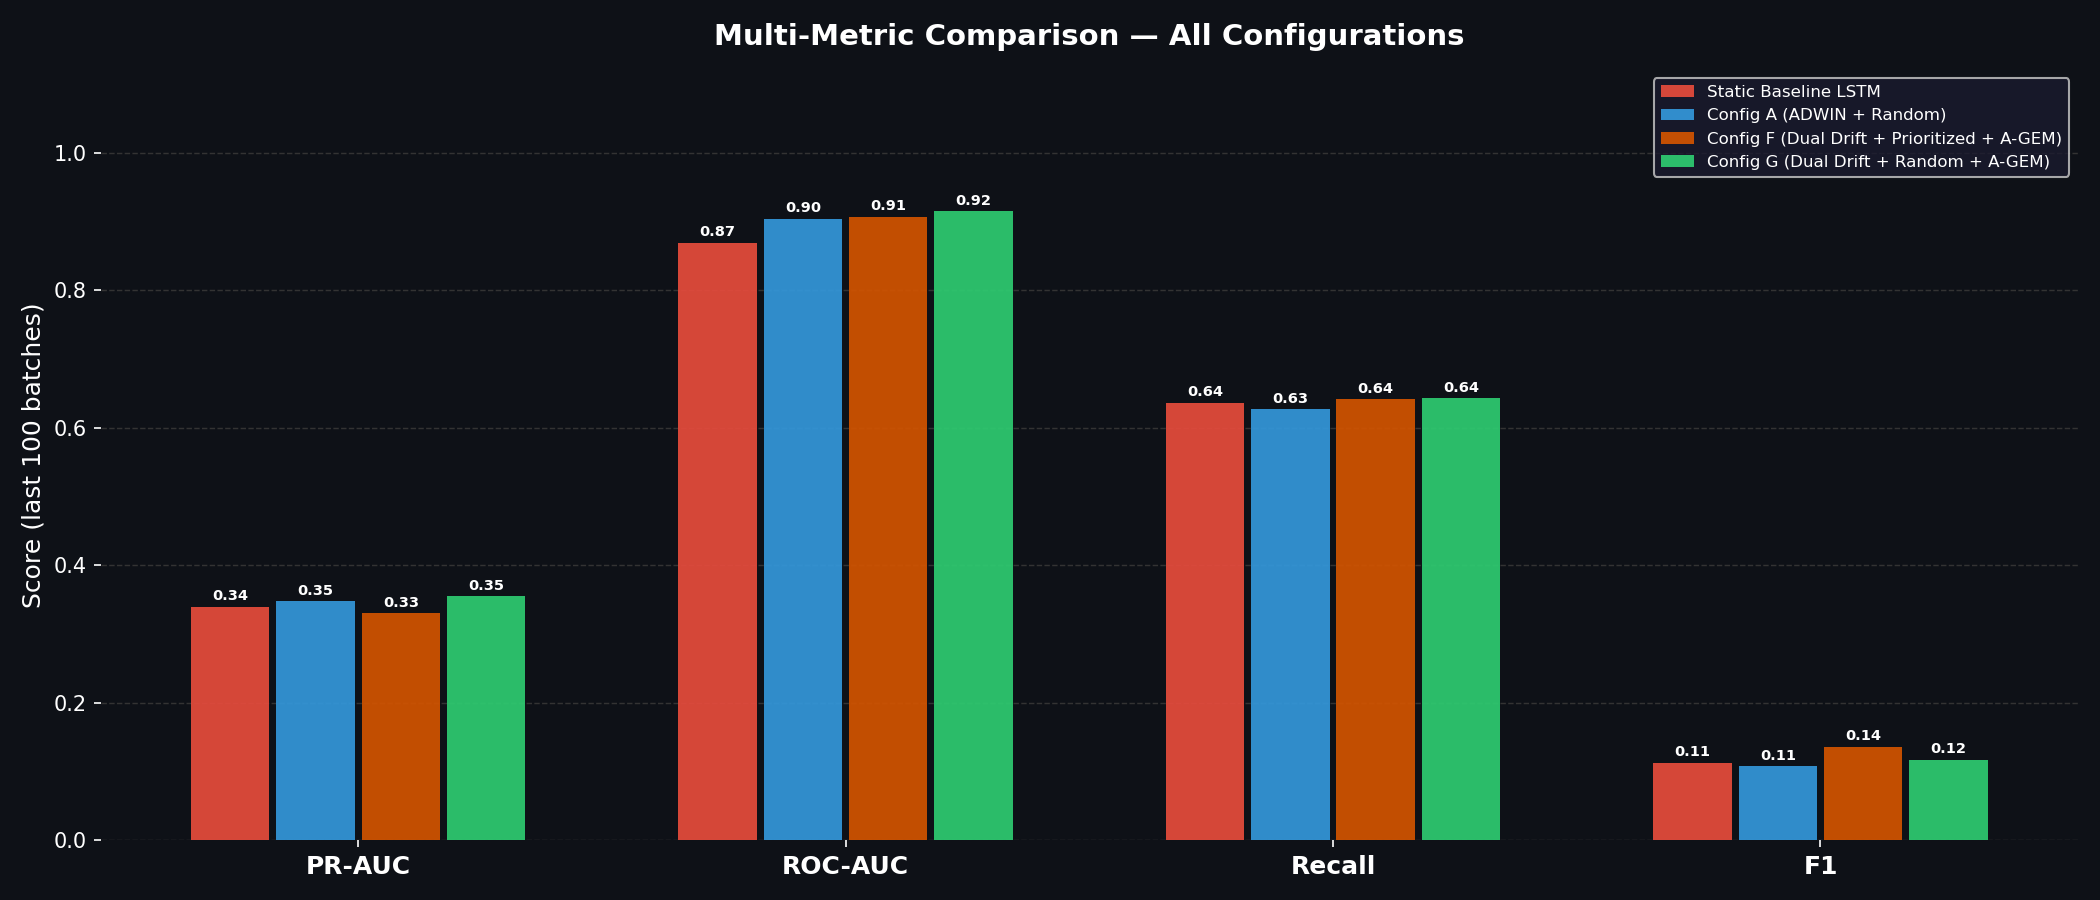 Multi-Metric Comparison — All Configurations
Static Baseline LSTM
Config A (ADWIN + Random)
Config F (Dual Drift + Prioritized + A-GEM)
Config G (Dual Drift + Random + A-GEM)
Score (last 100 batches)
1.0
0.8
0.6
0.4
0.2
0.0
0.34
0.35
0.33
0.35
0.87
0.90
0.91
0.92
0.64
0.63
0.64
0.64
0.11
0.11
0.14
0.12
PR-AUC
ROC-AUC
Recall
F1